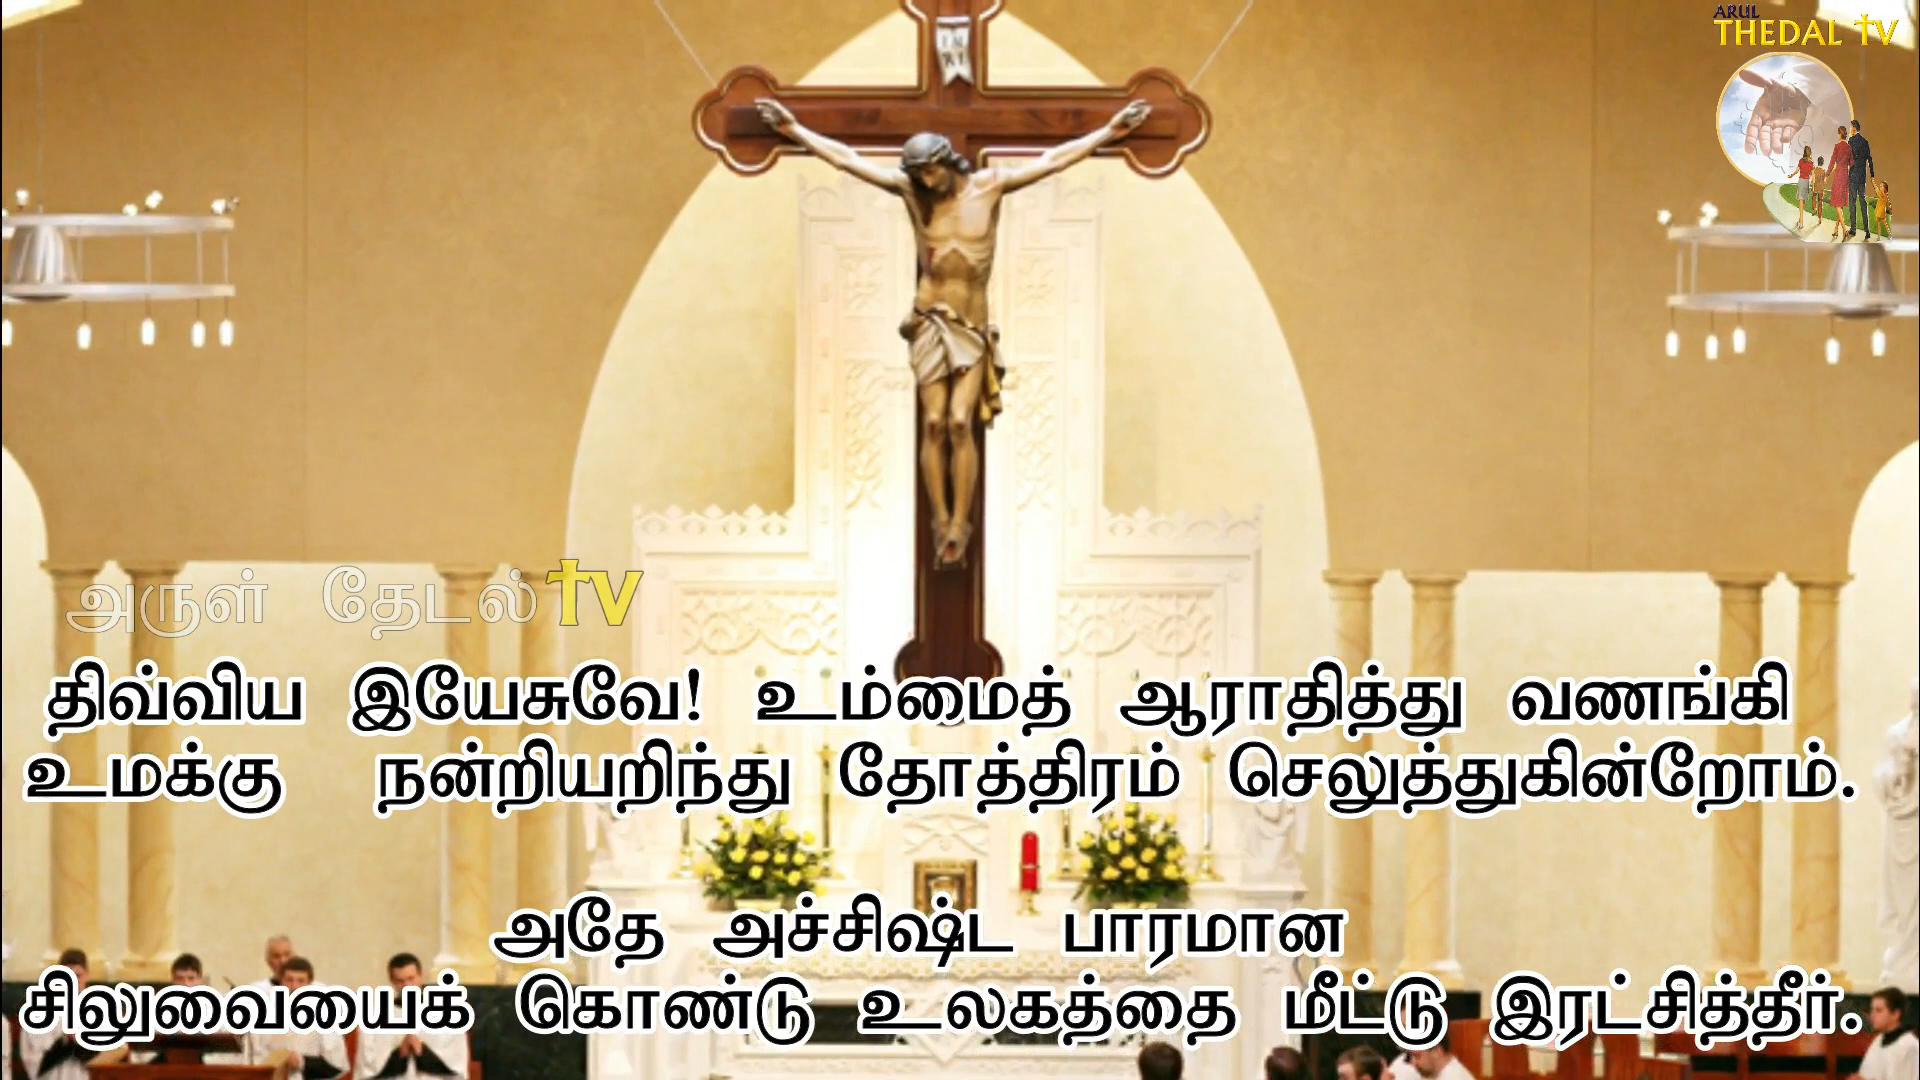 ARUL
THEDAL TV
INRI
அருள் தேடல் TV
திவ்விய இயேசுவே! உம்மைத் ஆராதித்து வணங்கி
உமக்கு நன்றியறிந்து தோத்திரம் செலுத்துகின்றோம்.
அதே அச்சிஷ்ட பாரமான
சிலுவையைக் கொண்டு உலகத்தை மீட்டு இரட்சித்தீர்.